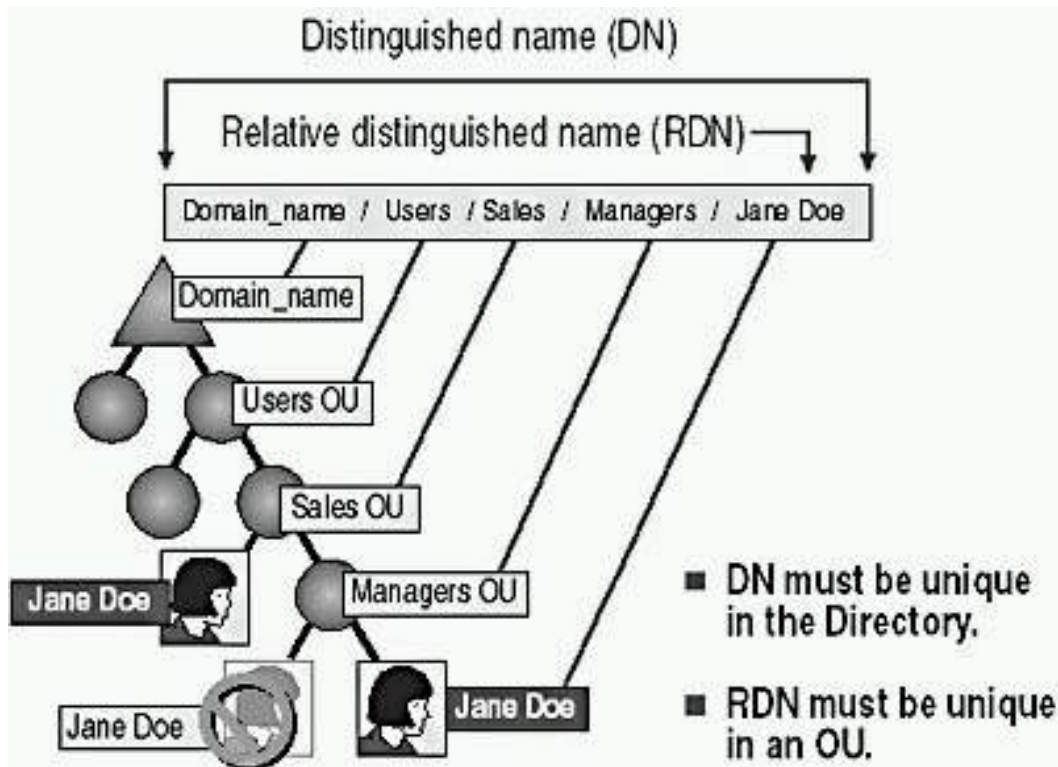 Distinguished name (DN)
Relative distinguished name (RDN)
Domain_name / Users / Sales / Managers / Jane Doe
Domain_name
Users OU
Sales OU
Managers OU
Jane Doe
Jane Doe
Jane Doe
DN must be unique
in the Directory.
RDN must be unique
in an OU.